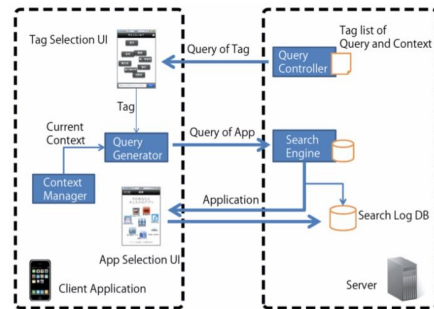 Tag Selection UI
Query of Tag
Query
Controller
Tag list of
Query and Context
Tag
Current
Context
Query
Generator
Query of App
Search
Engine
Context
Manager
Application
Search Log DB
App Selection UI
Client Application
Server